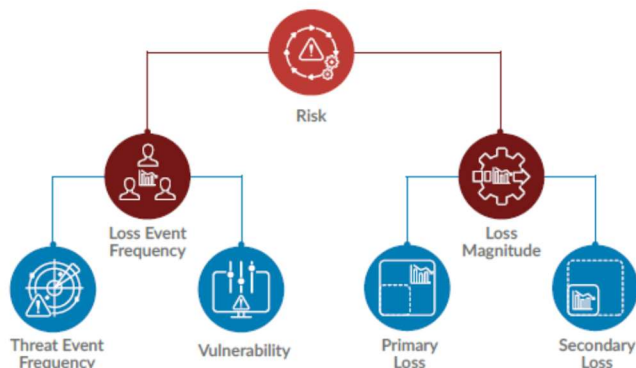 Risk
Loss Event
Frequency
Loss
Magnitude
Threat Event
Frequency
Vulnerability
Primary
Loss
Secondary
Loss